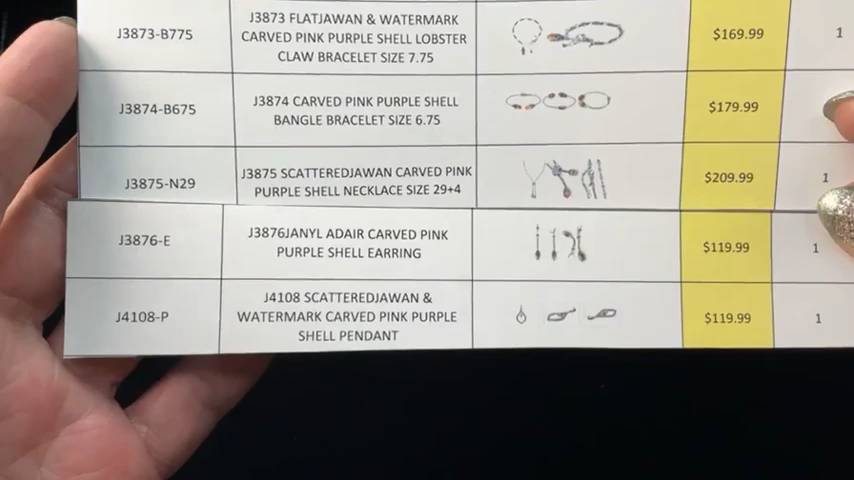 J3873-B775
J3873 FLATJAWAN & WATERMARK
CARVED PINK PURPLE SHELL LOBSTER
CLAW BRACELET SIZE 7.75
$169.99
1
J3874-B675
J3874 CARVED PINK PURPLE SHELL
BANGLE BRACELET SIZE 6.75
$179.99
J3875-N29
J3875 SCATTEREDJAWAN CARVED PINK
PURPLE SHELL NECKLACE SIZE 29+4
$209.99
1
J3876-E
J3876JANYL ADAIR CARVED PINK
PURPLE SHELL EARRING
$119.99
1
J4108-P
J4108 SCATTEREDJAWAN &
WATERMARK CARVED PINK PURPLE
SHELL PENDANT
$119.99
1